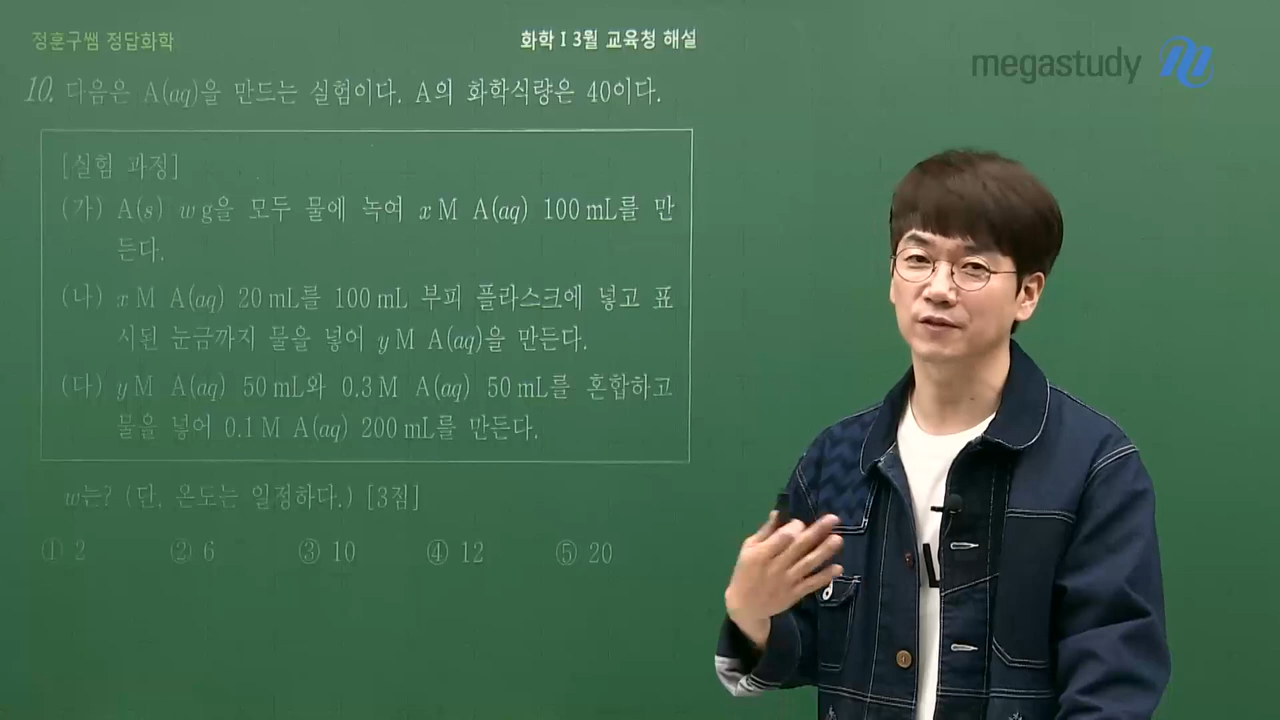 정훈구쌤 정답화학
화학 I 3월 교육청 해설
megastudy
10. 다음은 A(aq)을 만드는 실험이다. A의 화학식량은 40이다.
[실험 과정]
(가) A(s) w g을 모두 물에 녹여 x M A(aq) 100 mL를 만
든다.
(나) x M A(aq) 20 mL를 100 mL 부피 플라스크에 넣고 표
시된 눈금까지 물을 넣어 y M A(aq)을 만든다.
(다) y M A(aq) 50 mL와 0.3 M A(aq) 50 mL를 혼합하고
물을 넣어 0.1 M A(aq) 200 mL를 만든다.
w는? (단, 온도는 일정하다.) [3점]
① 2 ② 6 ③ 10 ④ 12 ⑤ 20